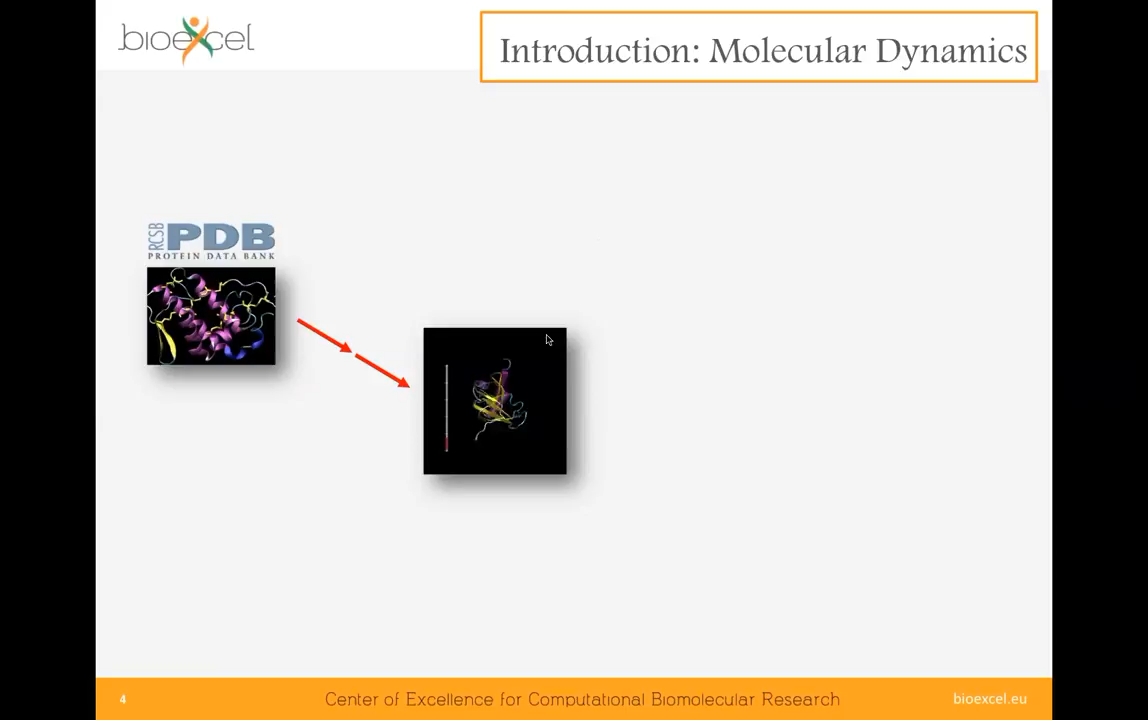 bioexcel
Introduction: Molecular Dynamics
RCSB
PDB
PROTEIN DATA BANK
4
Center of Excellence for Computational Biomolecular Research
bioexcel.eu